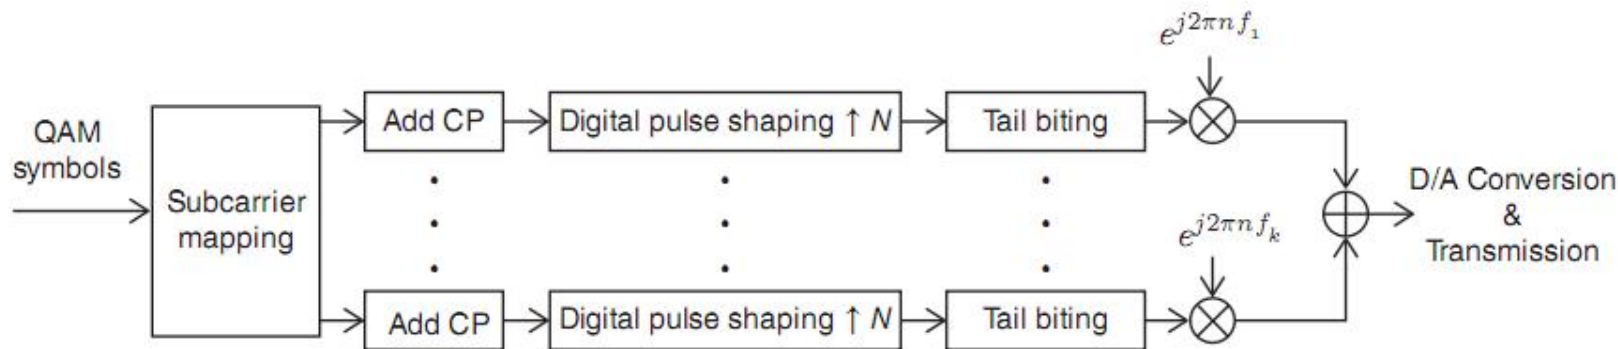 QAM
symbols
Subcarrier
mapping
Add CP
Digital pulse shaping ↑ N
Tail biting
e^{j2πnf_1}
Add CP
Digital pulse shaping ↑ N
Tail biting
e^{j2πnf_k}
D/A Conversion
&
Transmission